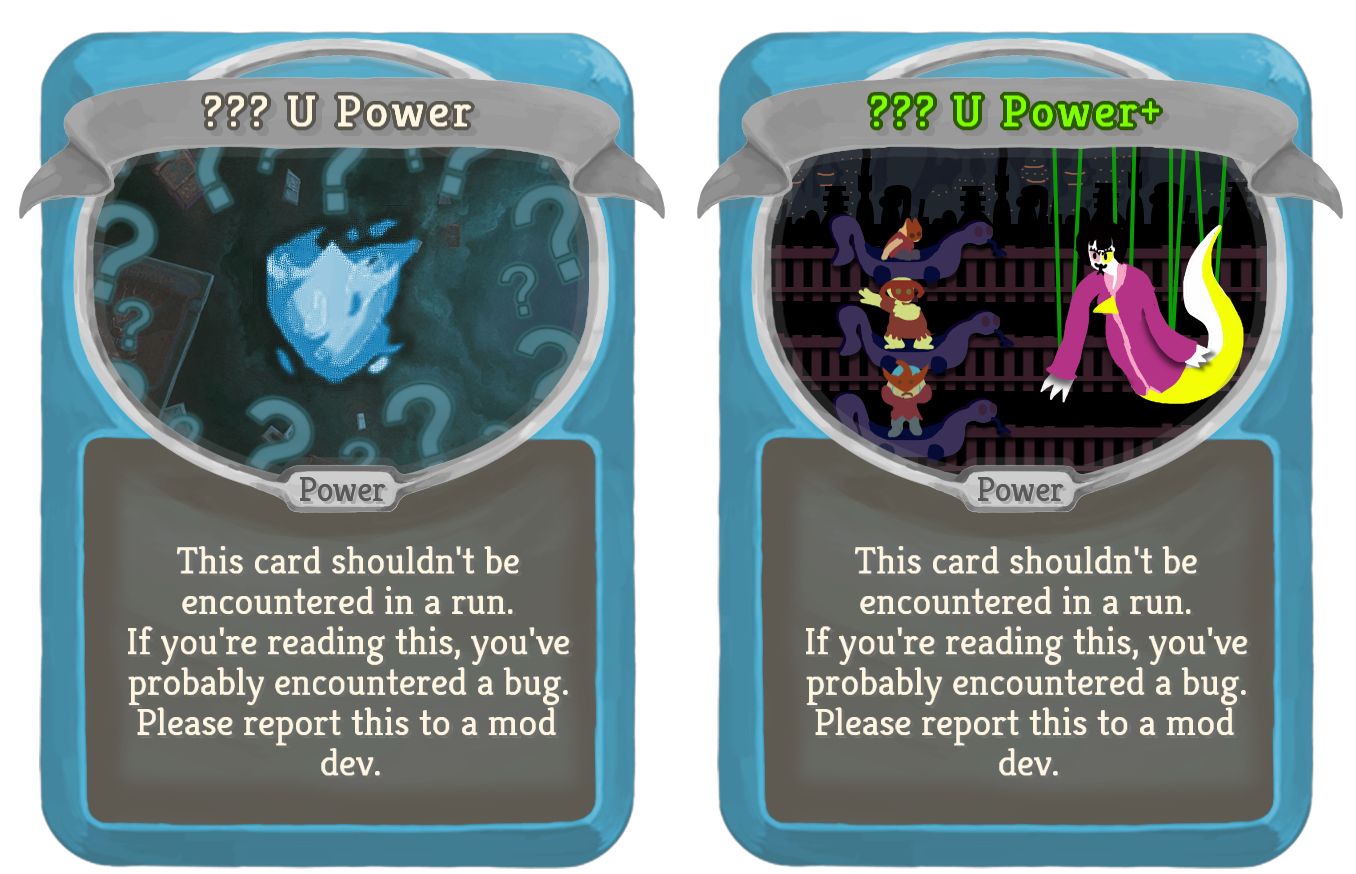 ??? U Power
Power
This card shouldn't be
encountered in a run.
If you're reading this, you've
probably encountered a bug.
Please report this to a mod
dev.
??? U Power+
Power
This card shouldn't be
encountered in a run.
If you're reading this, you've
probably encountered a bug.
Please report this to a mod
dev.